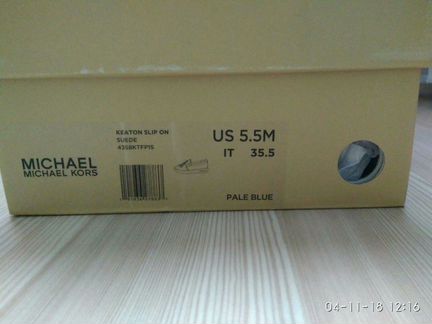 KEATON SLIP ON
SUEDE
43S8KTFP1S
US 5.5M
IT 35.5
MICHAEL
MICHAEL KORS
PALE BLUE
04-11-18 12:16